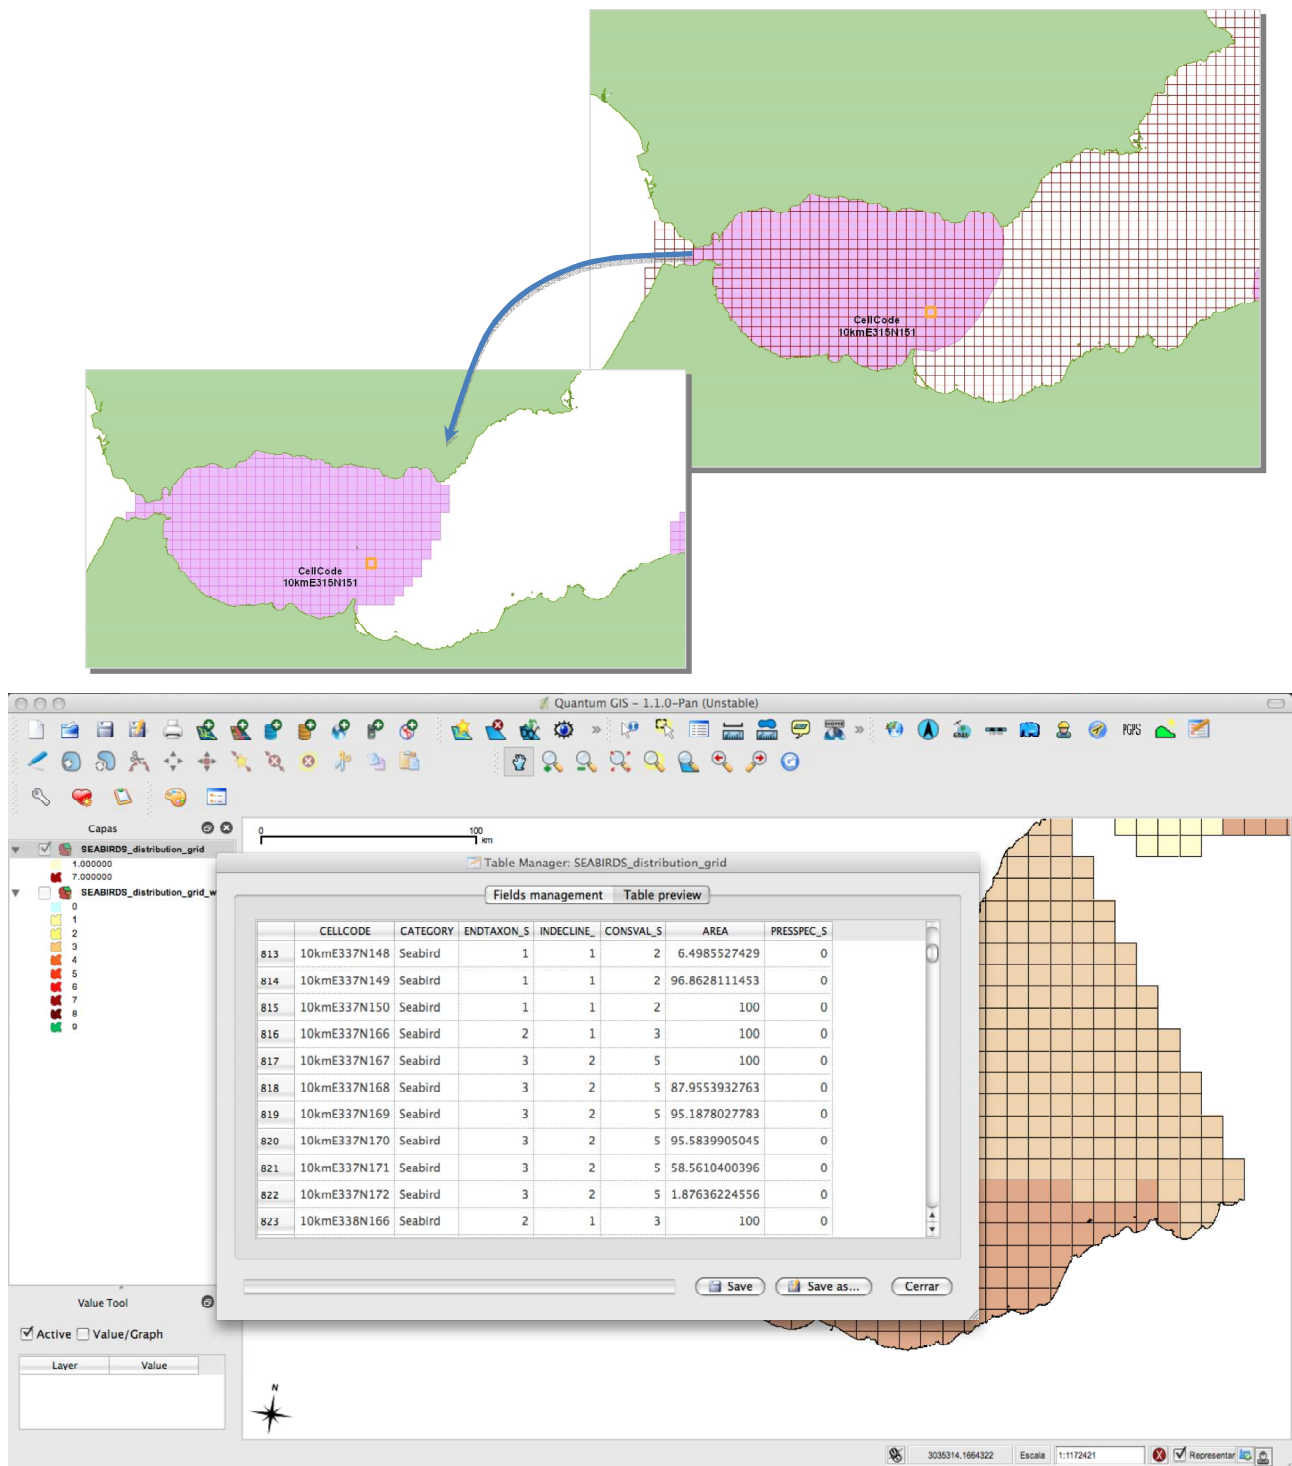 CellCode
10kmE315N151
CellCode
10kmE315N151
Quantum GIS - 1.1.0-Pan (Unstable)
Capas
SEABIRDS_distribution_grid
1.000000
7.000000
SEABIRDS_distribution_grid_w
0
1
2
3
4
5
6
7
8
9
0 100
km
Table Manager: SEABIRDS_distribution_grid
Fields management Table preview
CELLCODE CATEGORY ENDTAXON_S INDECLINE_ CONSVAL_S AREA PRESSPEC_S
813 10kmE337N148 Seabird 1 1 2 6.4985527429 0
814 10kmE337N149 Seabird 1 1 2 96.8628111453 0
815 10kmE337N150 Seabird 1 1 2 100 0
816 10kmE337N166 Seabird 2 1 3 100 0
817 10kmE337N167 Seabird 3 2 5 100 0
818 10kmE337N168 Seabird 3 2 5 87.9553932763 0
819 10kmE337N169 Seabird 3 2 5 95.1878027783 0
820 10kmE337N170 Seabird 3 2 5 95.5839905045 0
821 10kmE337N171 Seabird 3 2 5 58.5610400396 0
822 10kmE337N172 Seabird 3 2 5 1.87636224556 0
823 10kmE338N166 Seabird 2 1 3 100 0
Save Save as... Cerrar
Value Tool
Active Value/Graph
Layer Value
N
3035314,1664322 Escala 1:1172421 Representar